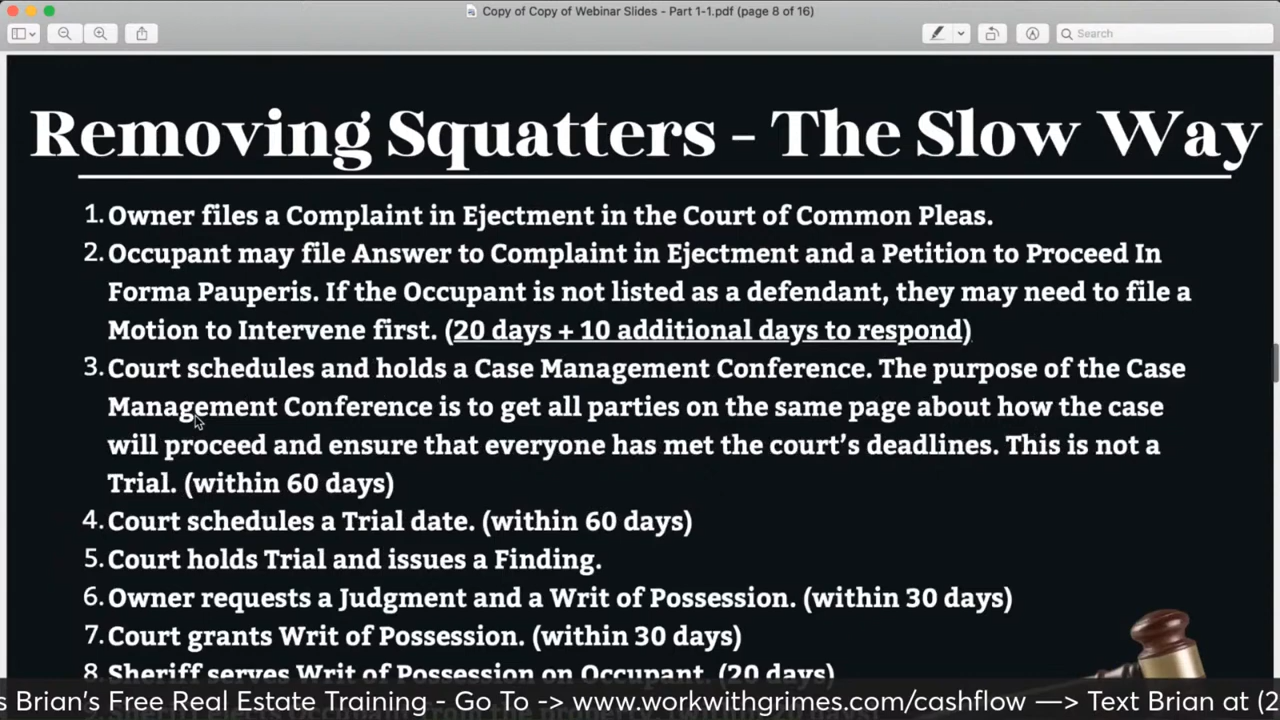 Copy of Copy of Webinar Slides - Part 1-1.pdf (page 8 of 16)
Search
Removing Squatters - The Slow Way
1. Owner files a Complaint in Ejectment in the Court of Common Pleas.
2. Occupant may file Answer to Complaint in Ejectment and a Petition to Proceed In
Forma Pauperis. If the Occupant is not listed as a defendant, they may need to file a
Motion to Intervene first. (20 days + 10 additional days to respond)
3. Court schedules and holds a Case Management Conference. The purpose of the Case
Management Conference is to get all parties on the same page about how the case
will proceed and ensure that everyone has met the court's deadlines. This is not a
Trial. (within 60 days)
4. Court schedules a Trial date. (within 60 days)
5. Court holds Trial and issues a Finding.
6. Owner requests a Judgment and a Writ of Possession. (within 30 days)
7. Court grants Writ of Possession. (within 30 days)
8. Sheriff serves Writ of Possession on Occupant. (20 days)
s Brian's Free Real Estate Training - Go To -> www.workwithgrimes.com/cashflow —> Text Brian at (2